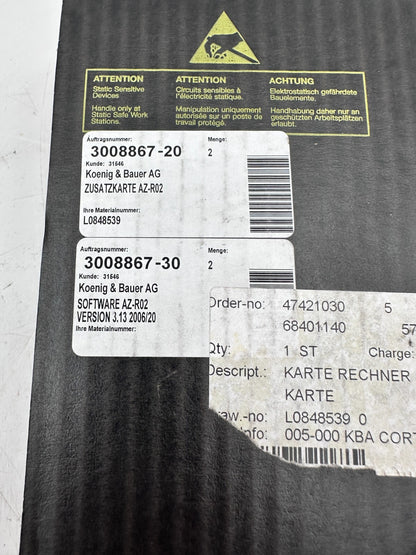 ATTENTION
Static Sensitive
Devices
Handle only at
Static Safe Work
Stations.
ATTENTION
Circuits sensibles à
l'électricité statique.
Manipulation uniquement
autorisée sur un poste de
travail protégé.
ACHTUNG
Elektrostatisch gefährdete
Bauelemente.
Handhabung daher nur an
geschützten Arbeitsplätzen
erlaubt.
Auftragsnummer:
Menge:
3008867-20
2
Kunde: 31546
Koenig & Bauer AG
ZUSATZKARTE AZ-R02
Ihre Materialnummer:
L0848539
Auftragsnummer:
Menge:
3008867-30
2
Kunde: 31546
Koenig & Bauer AG
SOFTWARE AZ-R02
VERSION 3.13 2006/20
Ihre Materialnummer:
Order-no: 47421030 5
68401140 57
Qty: 1 ST Charge:
Descript.: KARTE RECHNER
KARTE
raw.-no: L0848539 0
info: 005-000 KBA CORT